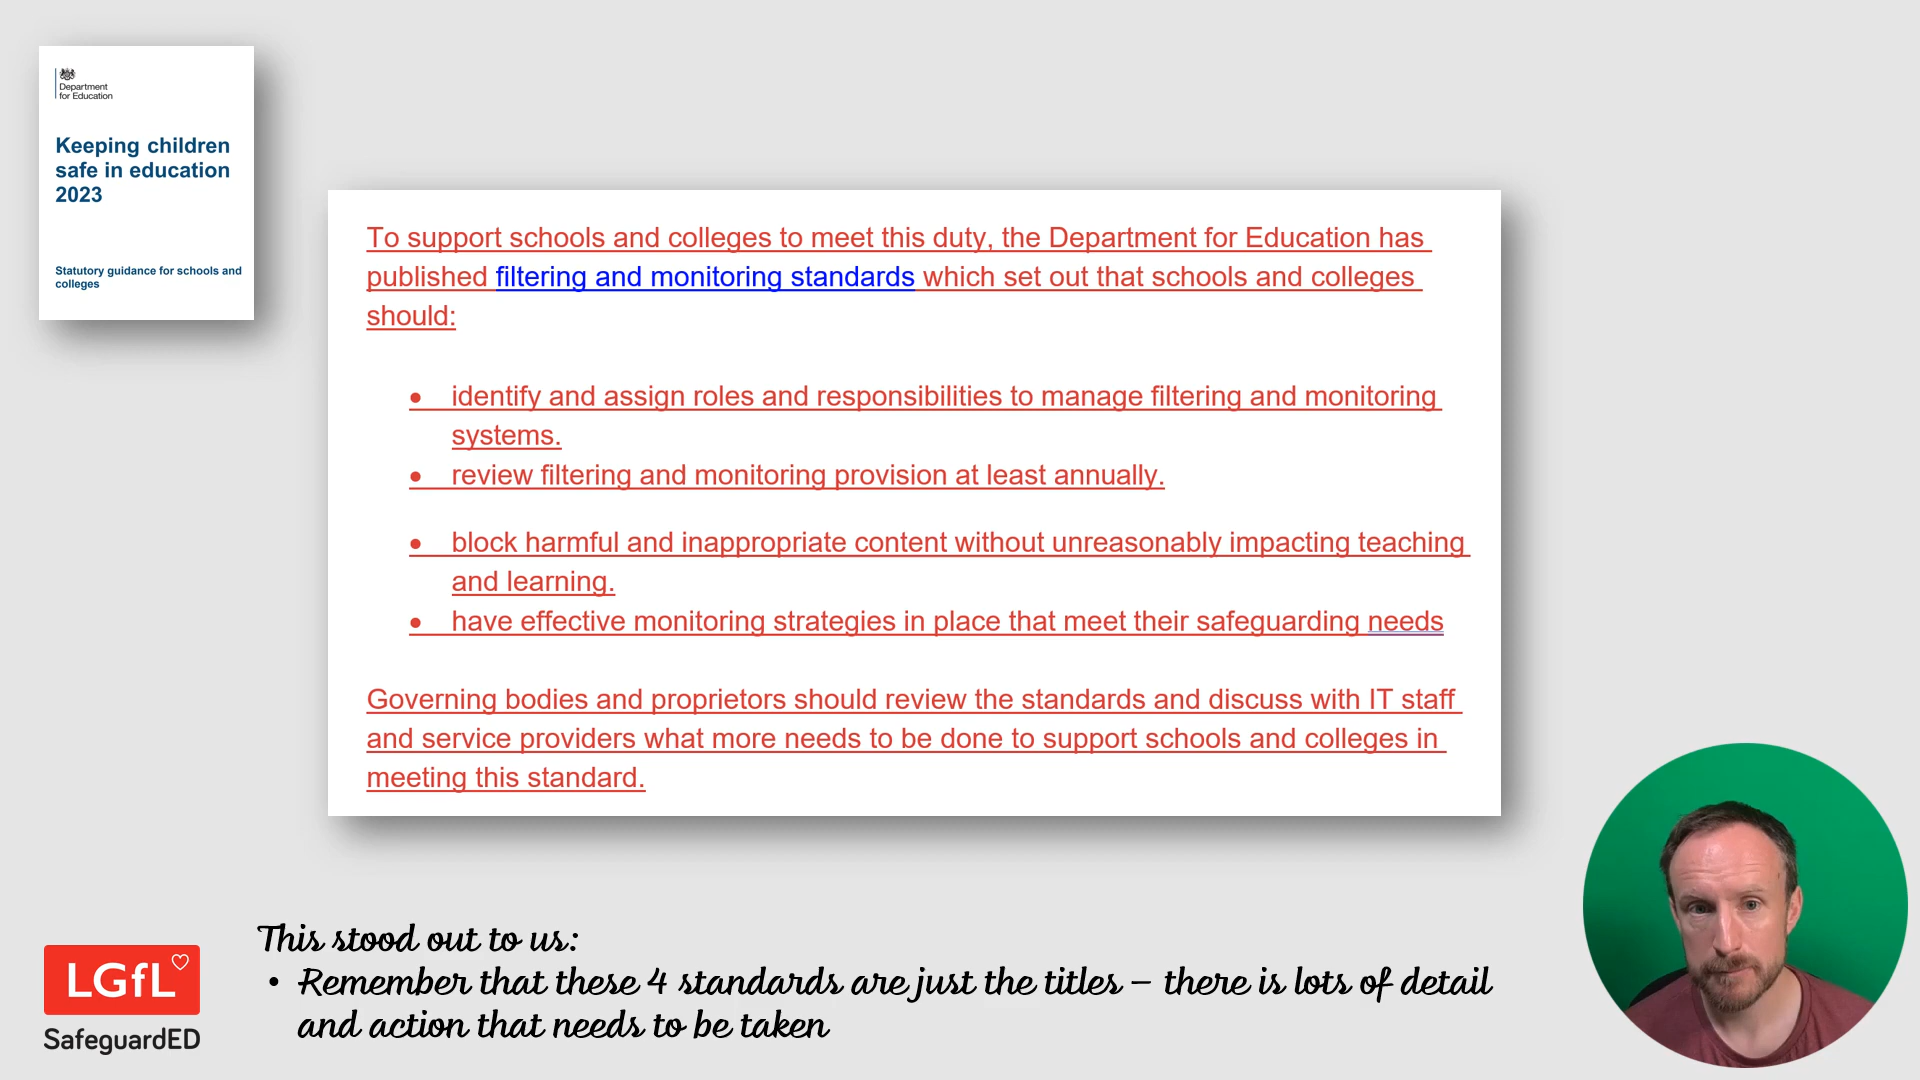 Department
for Education
Keeping children
safe in education
2023
Statutory guidance for schools and
colleges
To support schools and colleges to meet this duty, the Department for Education has
published filtering and monitoring standards which set out that schools and colleges
should:
• identify and assign roles and responsibilities to manage filtering and monitoring
systems.
• review filtering and monitoring provision at least annually.
• block harmful and inappropriate content without unreasonably impacting teaching
and learning.
• have effective monitoring strategies in place that meet their safeguarding needs
Governing bodies and proprietors should review the standards and discuss with IT staff
and service providers what more needs to be done to support schools and colleges in
meeting this standard.
This stood out to us:
• Remember that these 4 standards are just the titles – there is lots of detail
and action that needs to be taken
LGfL
SafeguardED